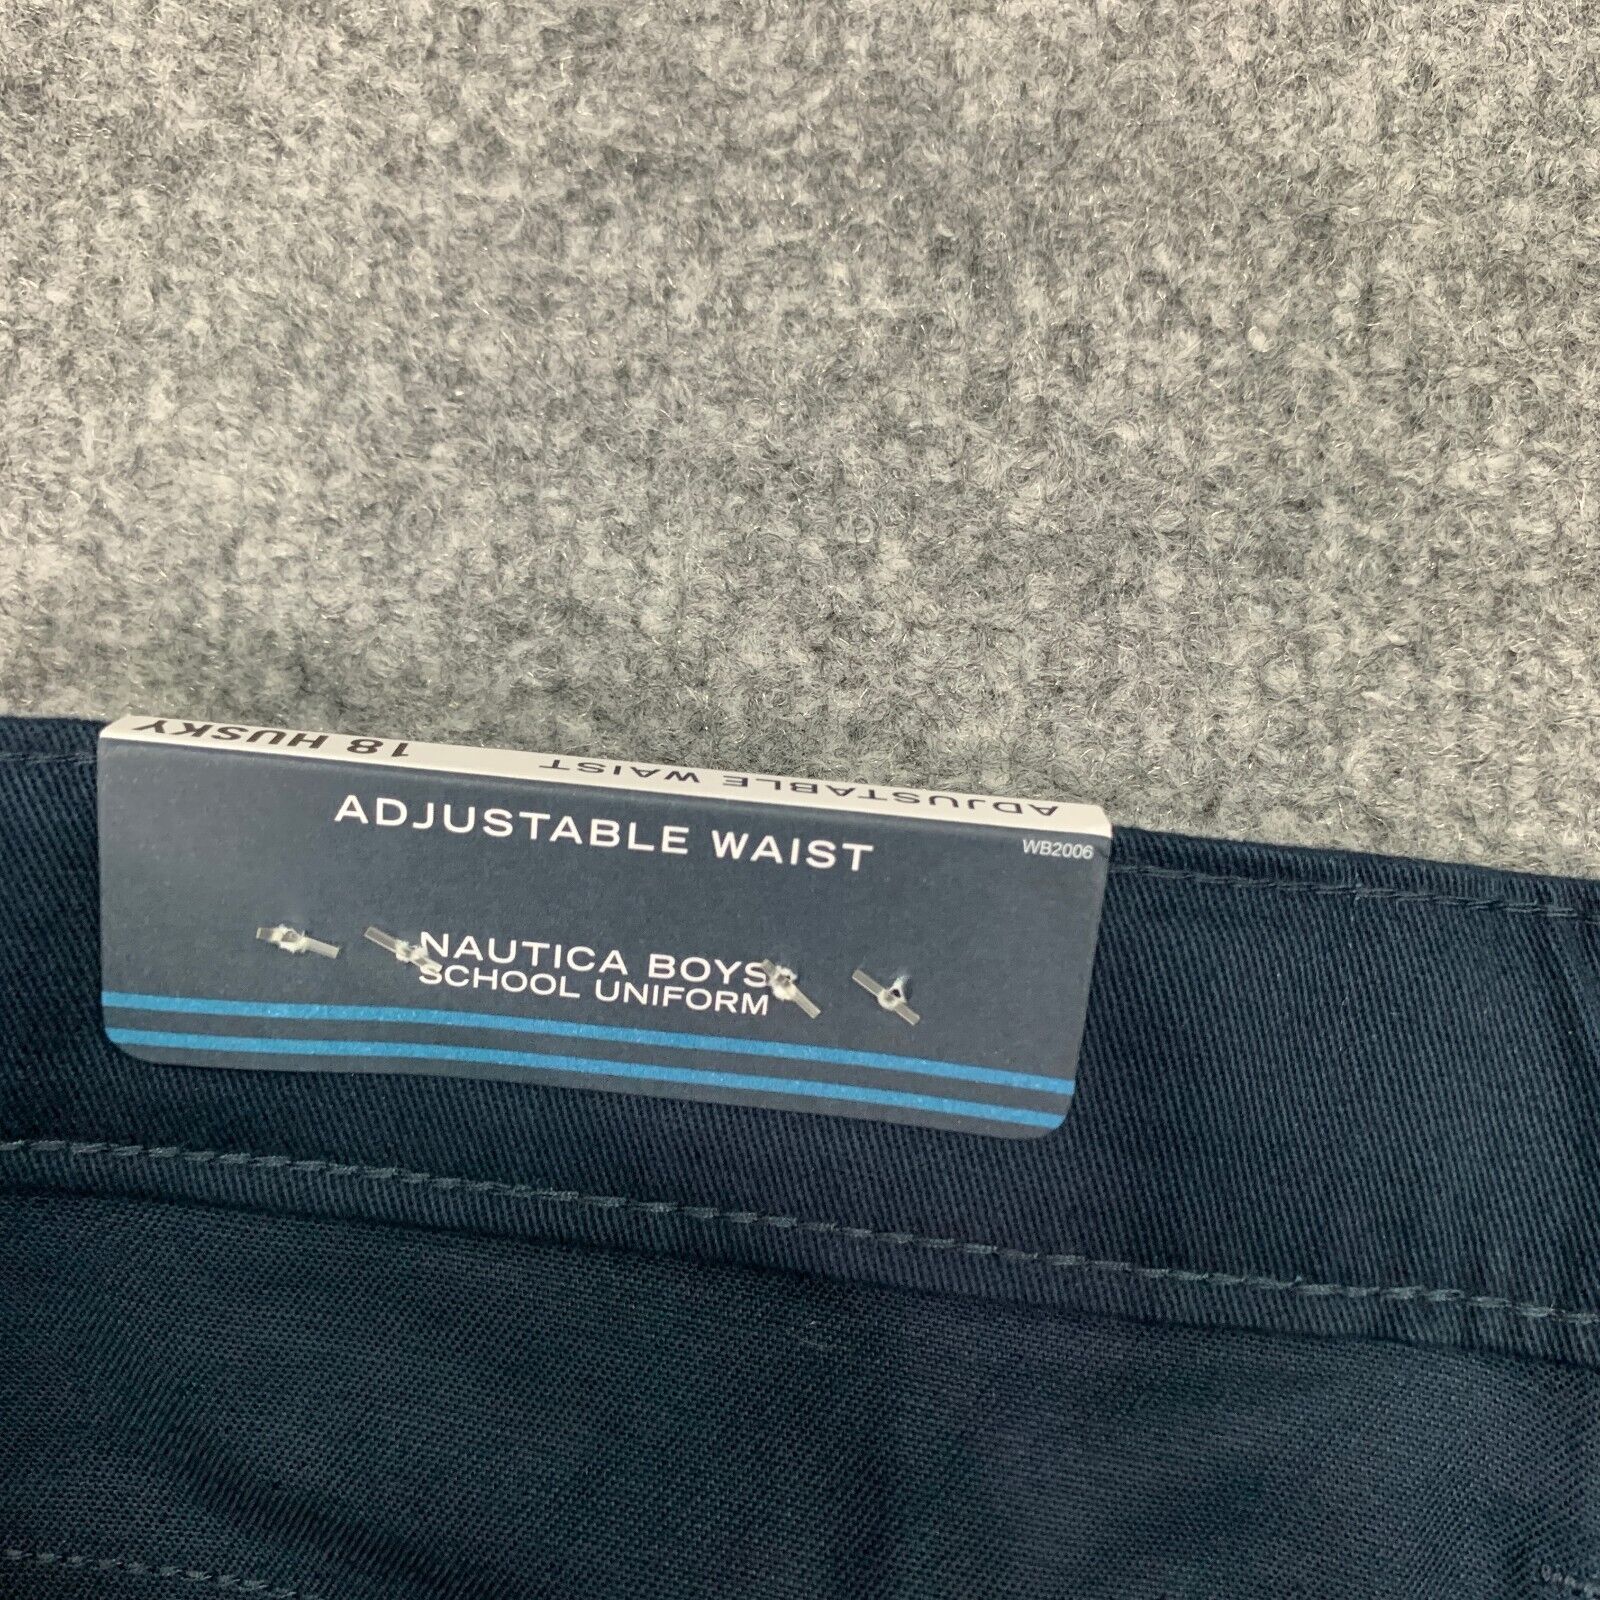 18 HUSKY ADJUSTABLE WAIST
ADJUSTABLE WAIST
WB2006
NAUTICA BOYS
SCHOOL UNIFORM